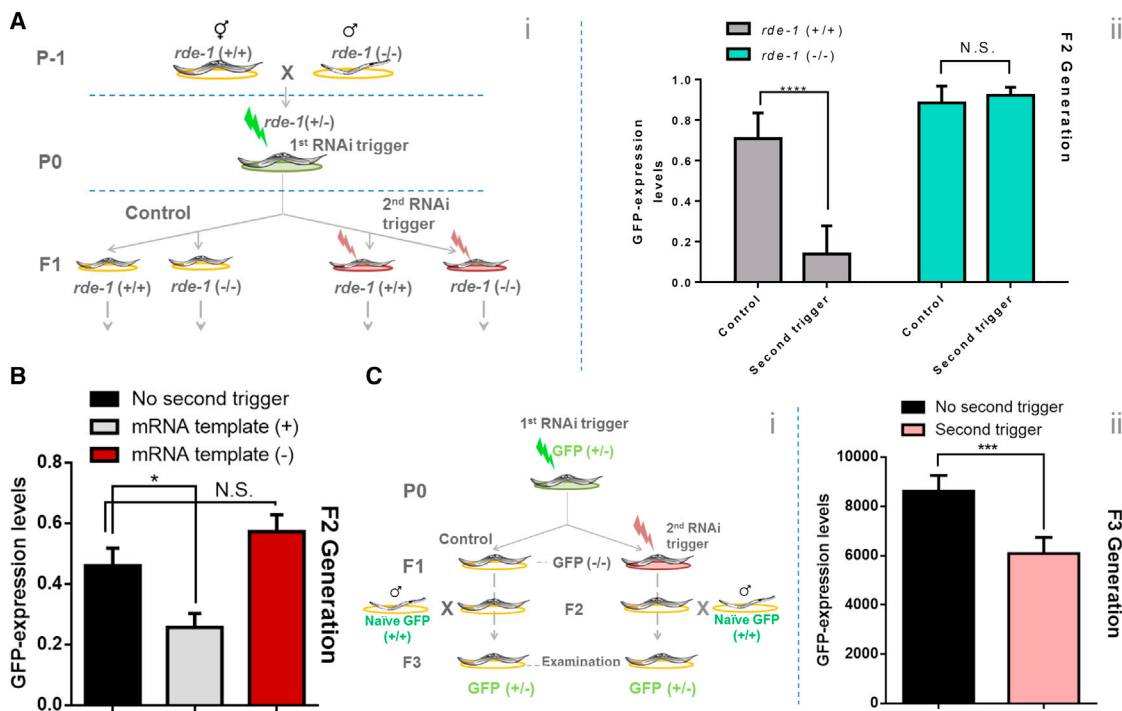 A
i
P-1
⚥
♂
rde-1 (+/+)
rde-1 (-/-)
X
rde-1 (+/-)
1st RNAi trigger
P0
Control
2nd RNAi
trigger
F1
rde-1 (+/+)
rde-1 (-/-)
rde-1 (+/+)
rde-1 (-/-)
ii
rde-1 (+/+)
rde-1 (-/-)
F2 Generation
N.S.
****
GFP-expression
levels
1.0
0.8
0.6
0.4
0.2
0.0
Control
Second trigger
Control
Second trigger
B
No second trigger
mRNA template (+)
mRNA template (-)
GFP-expression levels
0.8
0.6
0.4
0.2
0.0
*
N.S.
F2 Generation
C
i
1st RNAi trigger
GFP (+/-)
P0
Control
2nd RNAi
trigger
F1
GFP (-/-)
♂
X
F2
X
♂
Naïve GFP
(+/+)
Naïve GFP
(+/+)
F3
Examination
GFP (+/-)
GFP (+/-)
ii
No second trigger
Second trigger
***
GFP-expression levels
10000
8000
6000
4000
2000
0
F3 Generation